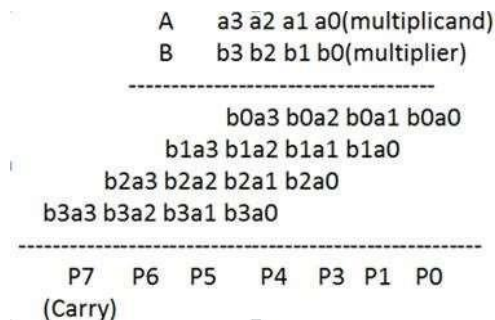 A a3 a2 a1 a0(multiplicand)
B b3 b2 b1 b0(multiplier)
-------------------------------------
b0a3 b0a2 b0a1 b0a0
b1a3 b1a2 b1a1 b1a0
b2a3 b2a2 b2a1 b2a0
b3a3 b3a2 b3a1 b3a0
-------------------------------------------------------
P7 P6 P5 P4 P3 P1 P0
(Carry)